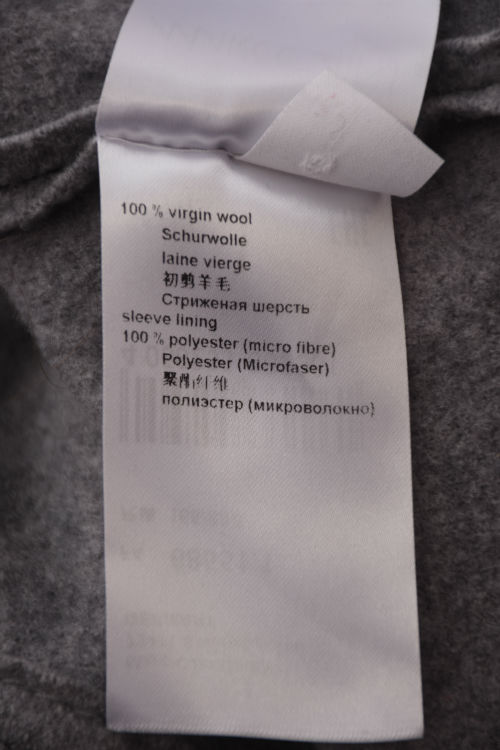 100 % virgin wool
Schurwolle
laine vierge
初剪羊毛
Стриженая шерсть
sleeve lining
100 % polyester (micro fibre)
Polyester (Microfaser)
聚酯纤维
полиэстер (микроволокно)